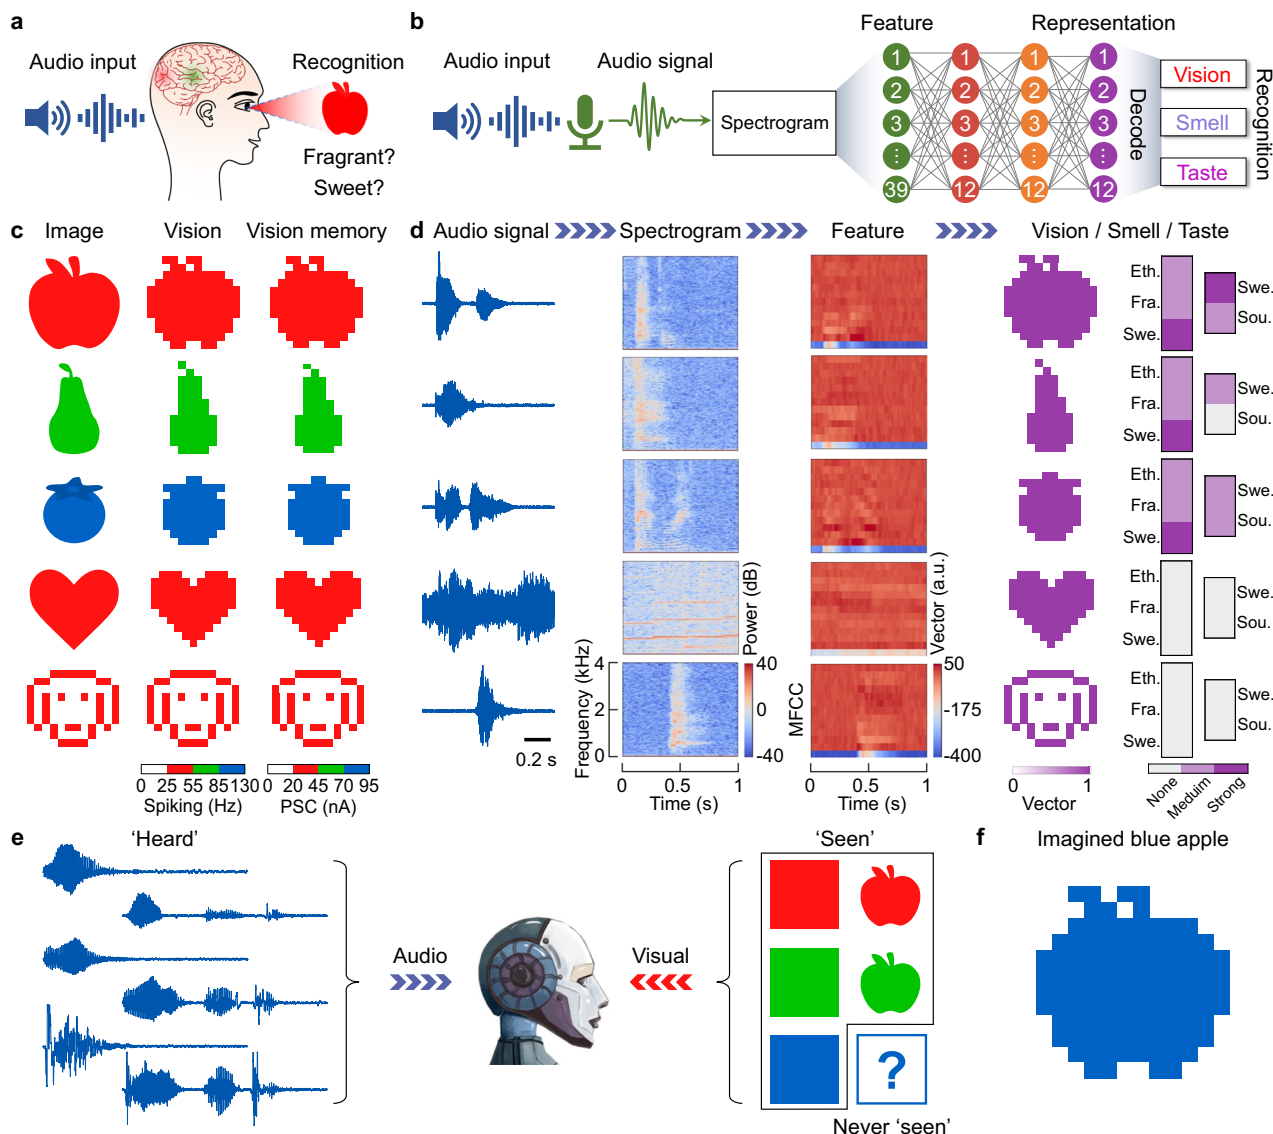 a
Audio input
Recognition
Fragrant?
Sweet?
b
Audio input
Audio signal
Spectrogram
Feature
Representation
1 1 1 1
2 2 2 2
3 3 3 3
39 12 12 12
Decode
Vision
Smell
Taste
Recognition
c
Image
Vision
Vision memory
0 25 55 85 130
Spiking (Hz)
0 20 45 70 95
PSC (nA)
d
Audio signal
Spectrogram
Feature
Vision / Smell / Taste
Eth.
Fra.
Swe.
Swe.
Sou.
Eth.
Fra.
Swe.
Swe.
Sou.
Eth.
Fra.
Swe.
Swe.
Sou.
Eth.
Fra.
Swe.
Swe.
Sou.
Eth.
Fra.
Swe.
Swe.
Sou.
0.2 s
Frequency (kHz)
4
2
0
0 0.5 1
Time (s)
Power (dB)
40
0
-40
MFCC
0 0.5 1
Time (s)
Vector (a.u.)
50
-175
-400
0 1
Vector
None
Meduim
Strong
e
‘Heard’
Audio
Visual
‘Seen’
?
Never ‘seen’
f
Imagined blue apple